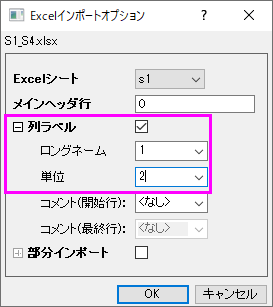 Excelインポートオプション
S1_S4.xlsx
Excelシート s1
メインヘッダ行 0
列ラベル
ロングネーム 1
単位 2
コメント(開始行): <なし>
コメント(最終行): <なし>
部分インポート
OK キャンセル